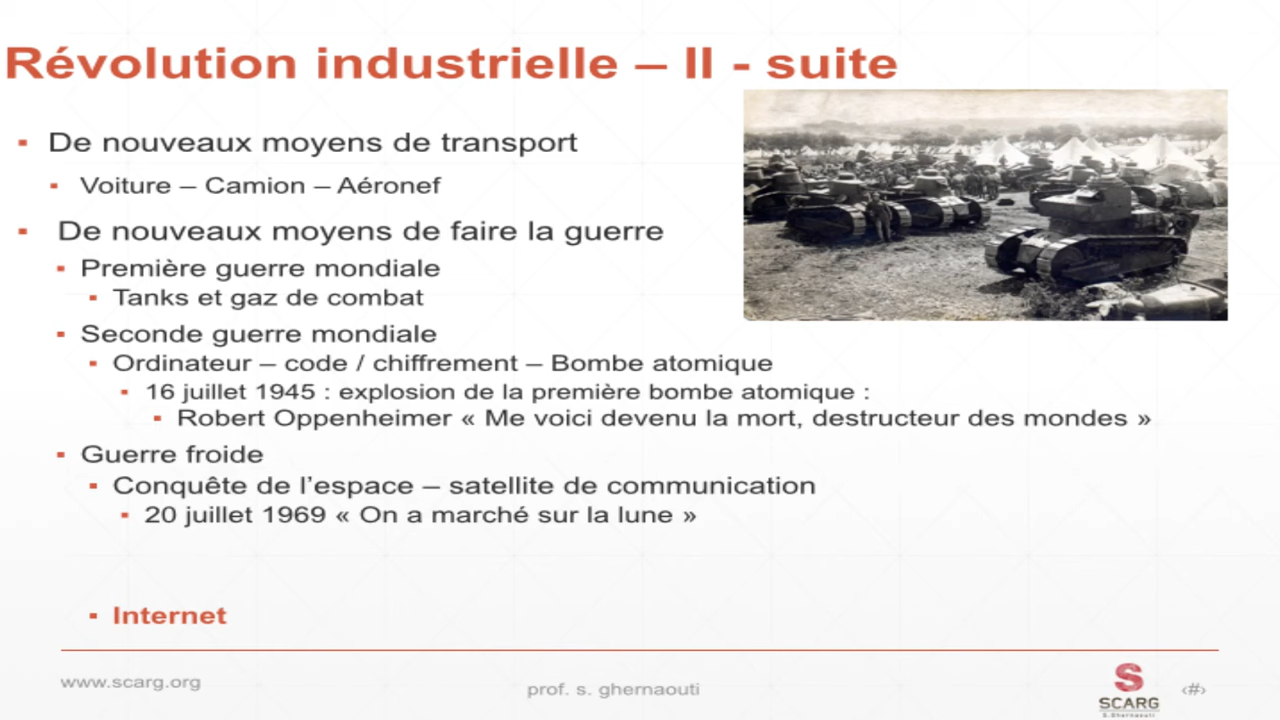 Révolution industrielle – II - suite
▪ De nouveaux moyens de transport
▪ Voiture – Camion – Aéronef
▪ De nouveaux moyens de faire la guerre
▪ Première guerre mondiale
▪ Tanks et gaz de combat
▪ Seconde guerre mondiale
▪ Ordinateur – code / chiffrement – Bombe atomique
▪ 16 juillet 1945 : explosion de la première bombe atomique :
▪ Robert Oppenheimer « Me voici devenu la mort, destructeur des mondes »
▪ Guerre froide
▪ Conquête de l’espace – satellite de communication
▪ 20 juillet 1969 « On a marché sur la lune »
▪ Internet
www.scarg.org
prof. s. ghernaouti
S
SCARG
S.Ghernaouti
‹#›